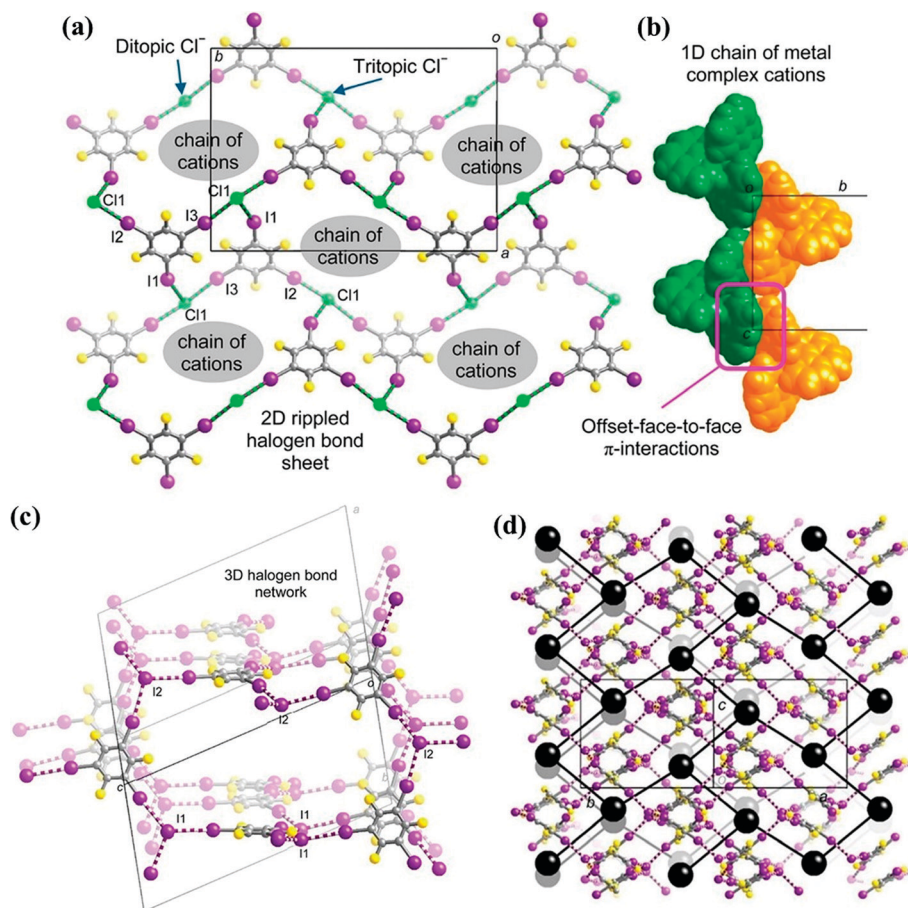 (a)
Ditopic Cl⁻
b
o
Tritopic Cl⁻
chain of
cations
chain of
cations
Cl1
Cl1
I2
I3
I1
chain of
cations
a
I1
I3
I2
Cl1
Cl1
chain of
cations
chain of
cations
2D rippled
halogen bond
sheet
(b)
1D chain of metal
complex cations
o
b
c
Offset-face-to-face
π-interactions
(c)
a
3D halogen bond
network
I2
o
I2
I2
c
b
I1
I1
I1
(d)
c
o
b
a